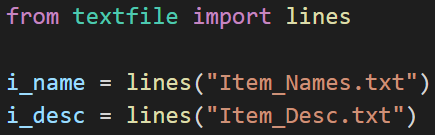 from textfile import lines
i_name = lines("Item_Names.txt")
i_desc = lines("Item_Desc.txt")